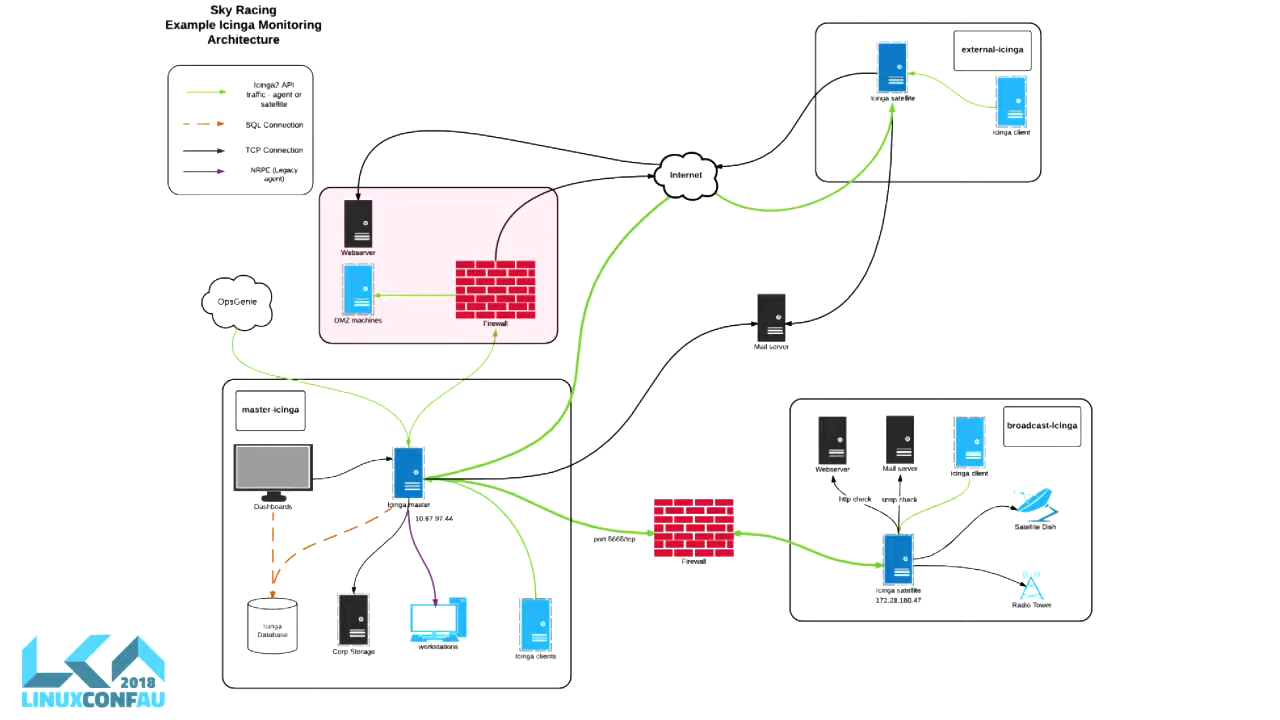 Sky Racing
Example Icinga Monitoring
Architecture
Icinga2 API
traffic - agent or
satellite
SQL Connection
TCP Connection
NRPE (Legacy
agent)
external-icinga
Icinga satellite
Icinga client
Internet
Webserver
DMZ machines
Firewall
OpsGenie
Mail server
master-icinga
Dashboards
Icinga master
10.67.97.44
Icinga
Database
Corp Storage
workstations
Icinga clients
port 5665/tcp
Firewall
broadcast-icinga
Webserver
Mail server
Icinga client
http check
snmp check
Satellite Dish
Icinga satellite
172.28.160.47
Radio Tower
2018
LINUXCONFAU